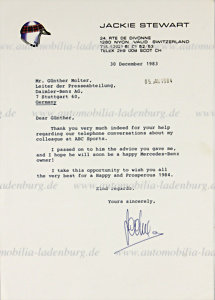 JACKIE STEWART
24, RTE DE DIVONNE
1260 NYON VAUD SWITZERLAND
TELEX 249 UDB SCOT CH.
30 December 1983
Mr. Günther Molter,
Leiter der Presseabteilung,
Daimler-Benz AG,
7 Stuttgart 60,
Germany
Dear Günther,
Thank you very much indeed for your help
regarding our telephone conversations about my
colleague at ABC Sports.
I passed on to him the advice you gave me,
and I hope he will soon be a happy Mercedes-Benz
owner!
I take this opportunity to wish you all
the very best for a Happy and Prosperous 1984.
Kind regards.
Yours sincerely,
www.automobilia-ladenburg.de